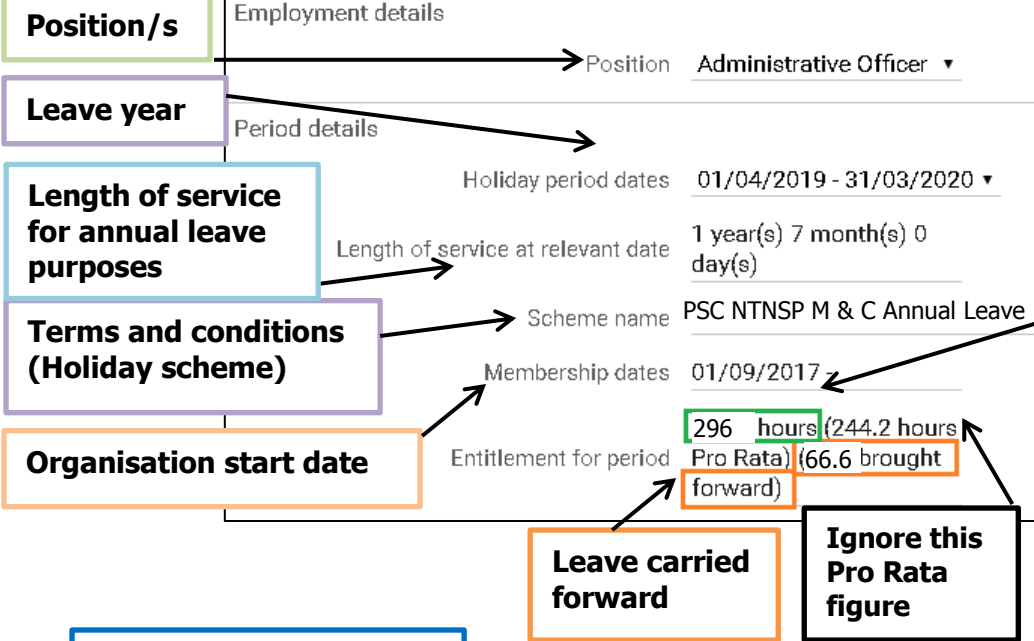 Position/s
Employment details
Position Administrative Officer
Leave year
Period details
Holiday period dates 01/04/2019 - 31/03/2020
Length of service
for annual leave
purposes
Length of service at relevant date 1 year(s) 7 month(s) 0
day(s)
Terms and conditions
(Holiday scheme)
Scheme name PSC NTNSP M & C Annual Leave
Membership dates 01/09/2017 -
Organisation start date
Entitlement for period 296 hours (244.2 hours
Pro Rata) (66.6 brought
forward)
Leave carried
forward
Ignore this
Pro Rata
figure